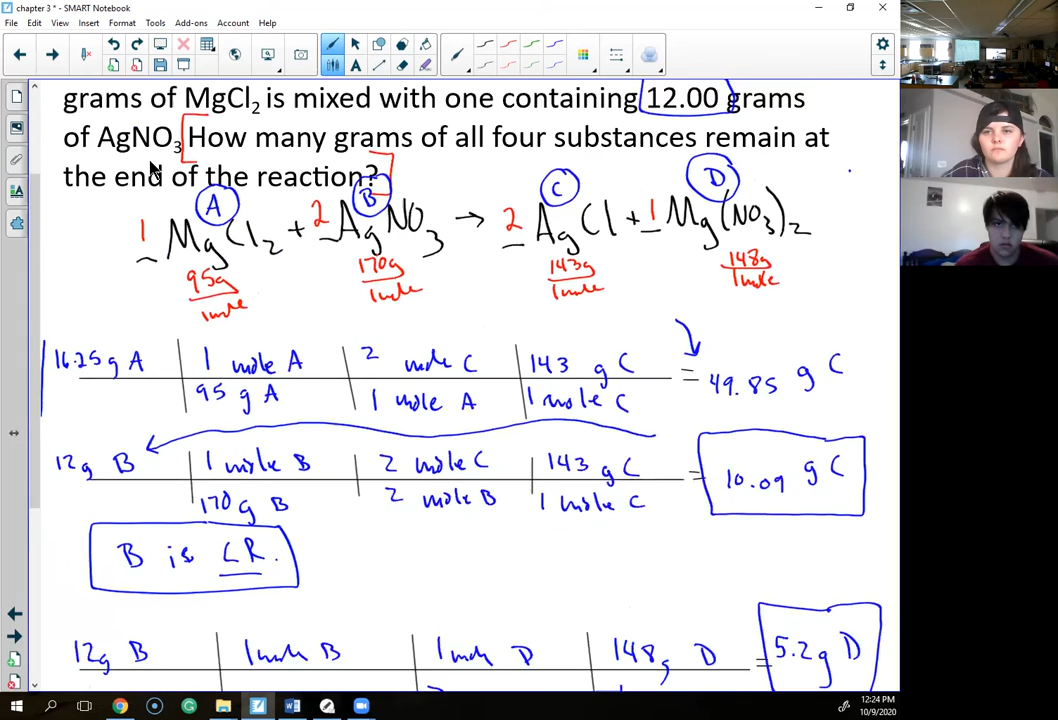 chapter 3 * - SMART Notebook
File Edit View Insert Format Tools Add-ons Account Help
grams of MgCl2 is mixed with one containing 12.00 grams
of AgNO3 [How many grams of all four substances remain at
the end of the reaction?]
A B C D
1 MgCl2 + 2 AgNO3 → 2 AgCl + 1 Mg(NO3)2
95g 170g 143g 148g
1mole 1mole 1mole 1mole
16.25g A 1 mole A 2 mole C 143 g C = 49.85 g C
95 g A 1 mole A 1 mole C
12g B 1 mole B 2 mole C 143 g C = 10.09 g C
170g B 2 mole B 1 mole C
B is LR.
12g B 1mole B 1mole D 148g D = 5.2g D
12:24 PM
10/9/2020